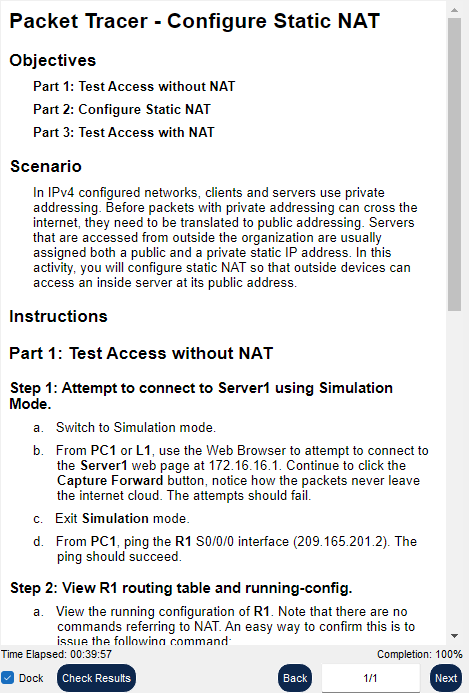 Packet Tracer - Configure Static NAT
Objectives
Part 1: Test Access without NAT
Part 2: Configure Static NAT
Part 3: Test Access with NAT
Scenario
In IPv4 configured networks, clients and servers use private
addressing. Before packets with private addressing can cross the
internet, they need to be translated to public addressing. Servers
that are accessed from outside the organization are usually
assigned both a public and a private static IP address. In this
activity, you will configure static NAT so that outside devices can
access an inside server at its public address.
Instructions
Part 1: Test Access without NAT
Step 1: Attempt to connect to Server1 using Simulation
Mode.
a. Switch to Simulation mode.
b. From PC1 or L1, use the Web Browser to attempt to connect to
the Server1 web page at 172.16.16.1. Continue to click the
Capture Forward button, notice how the packets never leave
the internet cloud. The attempts should fail.
c. Exit Simulation mode.
d. From PC1, ping the R1 S0/0/0 interface (209.165.201.2). The
ping should succeed.
Step 2: View R1 routing table and running-config.
a. View the running configuration of R1. Note that there are no
commands referring to NAT. An easy way to confirm this is to
issue the following command:
Time Elapsed: 00:39:57 Completion: 100%
Dock Check Results Back 1/1 Next